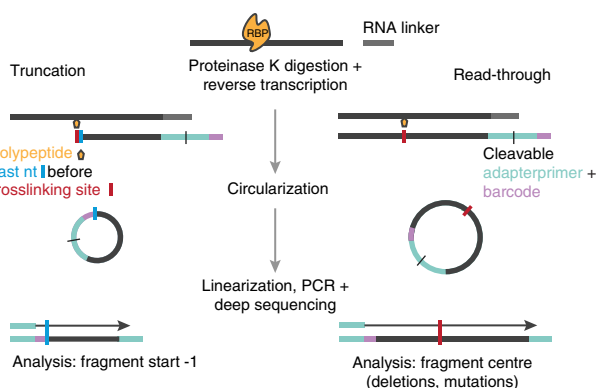 RBP
RNA linker
Truncation
Proteinase K digestion +
reverse transcription
Read-through
olypeptide
ast nt before
rosslinking site
Cleavable
adapterprimer +
barcode
Circularization
Linearization, PCR +
deep sequencing
Analysis: fragment start -1
Analysis: fragment centre
(deletions, mutations)